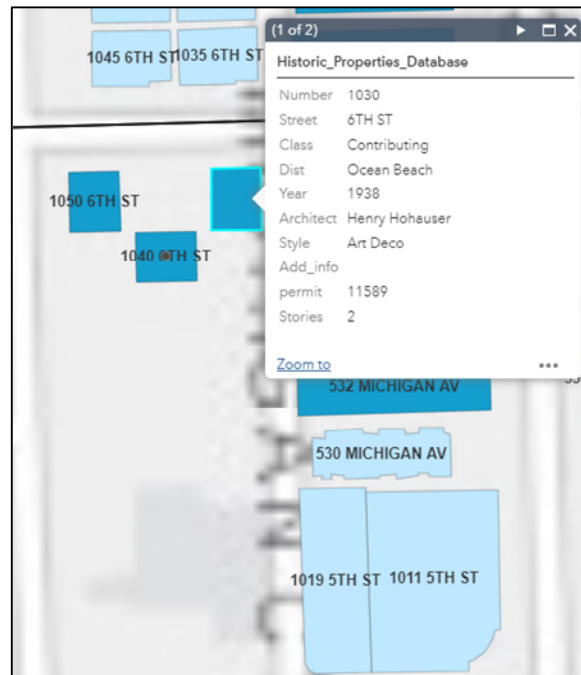 1045 6TH ST
1035 6TH ST
(1 of 2)
Historic_Properties_Database
Number 1030
Street 6TH ST
Class Contributing
Dist Ocean Beach
Year 1938
Architect Henry Hohauser
Style Art Deco
Add_info
permit 11589
Stories 2
Zoom to
1050 6TH ST
1040 6TH ST
532 MICHIGAN AV
530 MICHIGAN AV
1019 5TH ST
1011 5TH ST